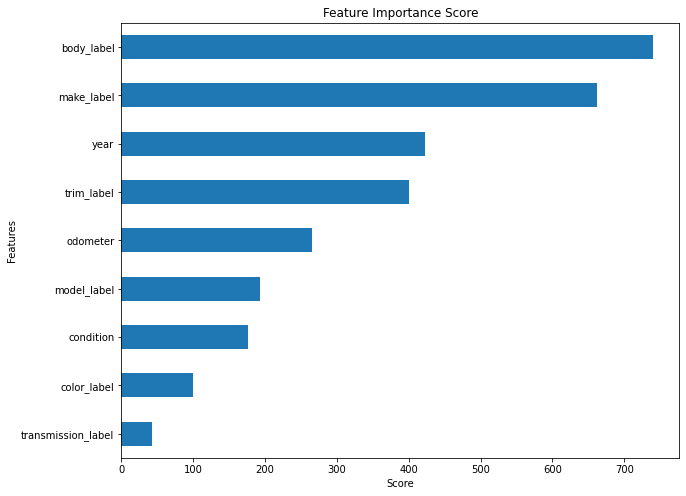 Feature Importance Score
body_label
make_label
year
trim_label
odometer
model_label
condition
color_label
transmission_label
Features
0 100 200 300 400 500 600 700
Score